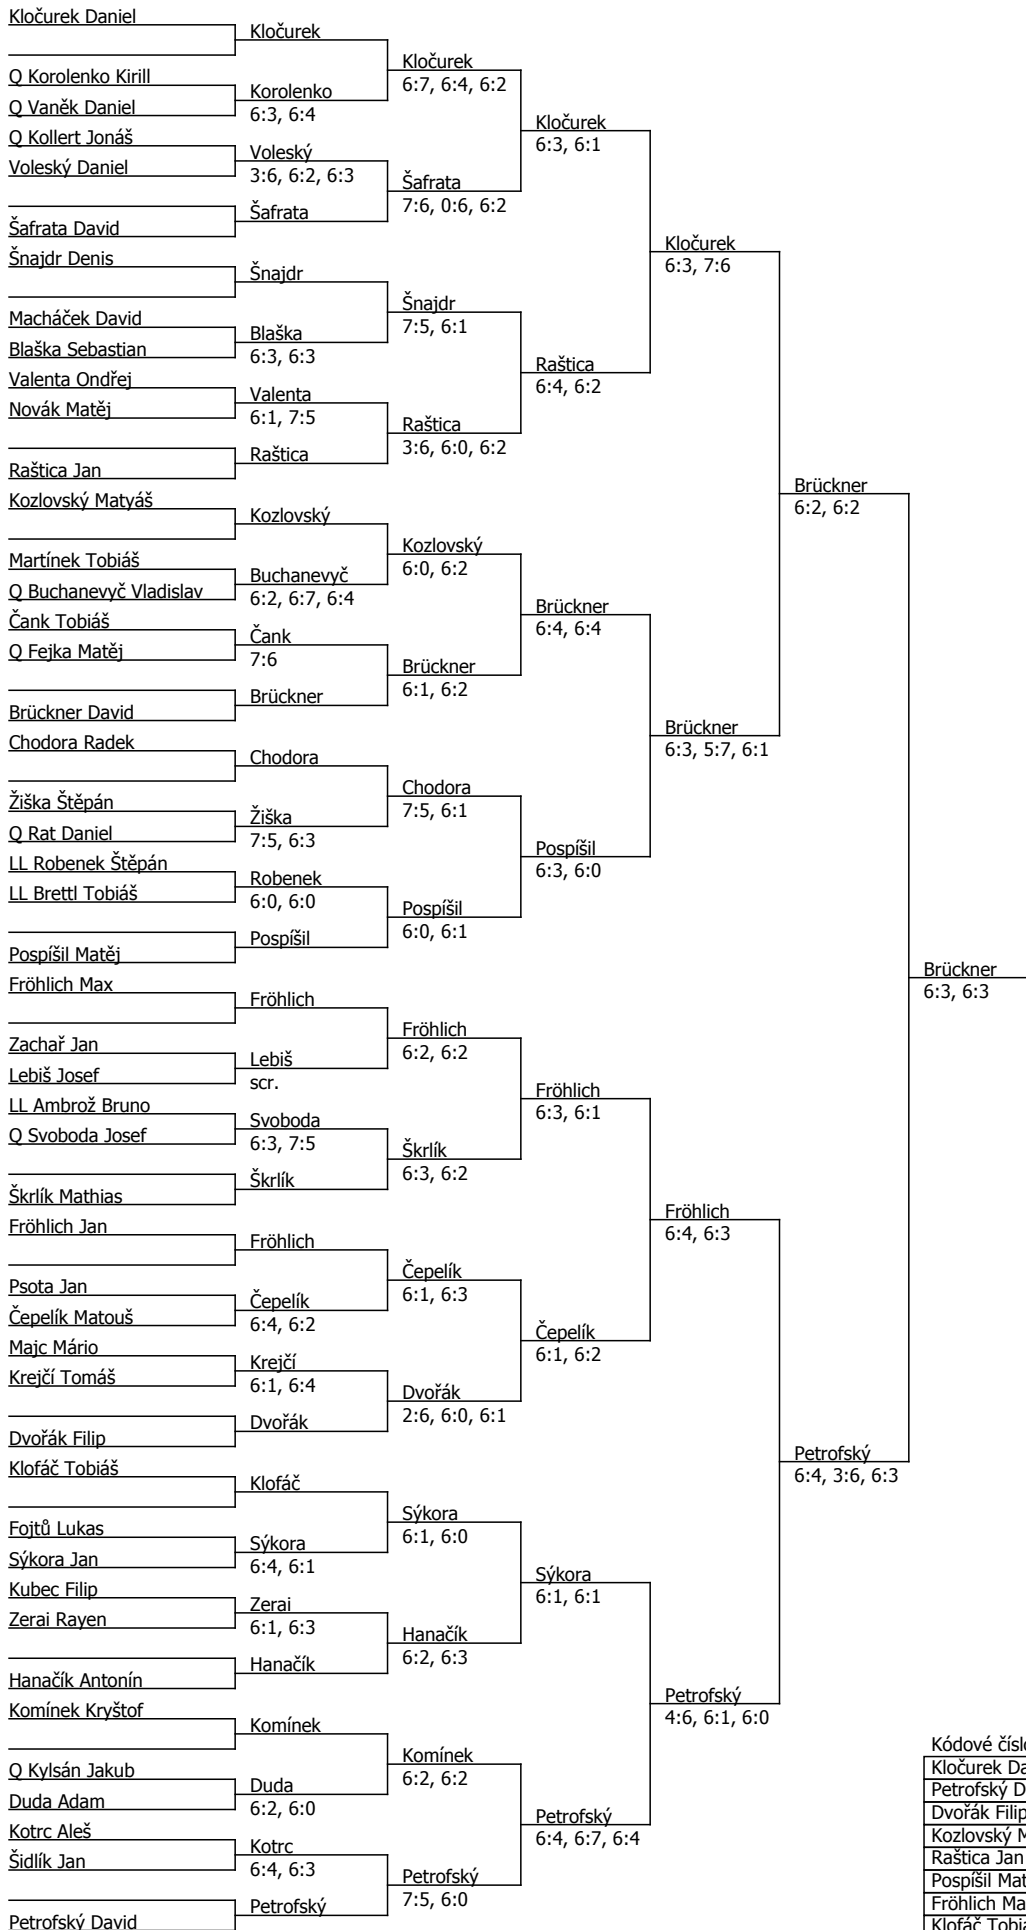 Kločurek Daniel
Q Korolenko Kirill
Q Vaněk Daniel
Q Kollert Jonáš
Voleský Daniel
Šafrata David
Šnajdr Denis
Macháček David
Blaška Sebastian
Valenta Ondřej
Novák Matěj
Raštica Jan
Kozlovský Matyáš
Martínek Tobiáš
Q Buchanevyč Vladislav
Čank Tobiáš
Q Fejka Matěj
Brückner David
Chodora Radek
Žiška Štěpán
Q Rat Daniel
LL Robenek Štěpán
LL Brettl Tobiáš
Pospíšil Matěj
Fröhlich Max
Zachař Jan
Lebiš Josef
LL Ambrož Bruno
Q Svoboda Josef
Škrlík Mathias
Fröhlich Jan
Psota Jan
Čepelík Matouš
Majc Mário
Krejčí Tomáš
Dvořák Filip
Klofáč Tobiáš
Fojtů Lukas
Sýkora Jan
Kubec Filip
Zerai Rayen
Hanačík Antonín
Komínek Kryštof
Q Kylsán Jakub
Duda Adam
Kotrc Aleš
Šidlík Jan
Petrofský David
Kločurek
Korolenko
6:3, 6:4
Voleský
3:6, 6:2, 6:3
Šafrata
Šnajdr
Blaška
6:3, 6:3
Valenta
6:1, 7:5
Raštica
Kozlovský
Buchanevyč
6:2, 6:7, 6:4
Čank
7:6
Brückner
Chodora
Žiška
7:5, 6:3
Robenek
6:0, 6:0
Pospíšil
Fröhlich
Lebiš
scr.
Svoboda
6:3, 7:5
Škrlík
Fröhlich
Čepelík
6:4, 6:2
Krejčí
6:1, 6:4
Dvořák
Klofáč
Sýkora
6:4, 6:1
Zerai
6:1, 6:3
Hanačík
Komínek
Duda
6:2, 6:0
Kotrc
6:4, 6:3
Petrofský
Kločurek
6:7, 6:4, 6:2
Šafrata
7:6, 0:6, 6:2
Šnajdr
7:5, 6:1
Raštica
3:6, 6:0, 6:2
Kozlovský
6:0, 6:2
Brückner
6:1, 6:2
Chodora
7:5, 6:1
Pospíšil
6:0, 6:1
Fröhlich
6:2, 6:2
Škrlík
6:3, 6:2
Čepelík
6:1, 6:3
Dvořák
2:6, 6:0, 6:1
Sýkora
6:1, 6:0
Hanačík
6:2, 6:3
Komínek
6:2, 6:2
Petrofský
7:5, 6:0
Kločurek
6:3, 6:1
Raštica
6:4, 6:2
Brückner
6:4, 6:4
Pospíšil
6:3, 6:0
Fröhlich
6:3, 6:1
Čepelík
6:1, 6:2
Sýkora
6:1, 6:1
Petrofský
6:4, 6:7, 6:4
Kločurek
6:3, 7:6
Brückner
6:3, 5:7, 6:1
Fröhlich
6:4, 6:3
Petrofský
4:6, 6:1, 6:0
Brückner
6:2, 6:2
Petrofský
6:4, 3:6, 6:3
Brückner
6:3, 6:3
Kódové čísl
Kločurek Da
Petrofský D
Dvořák Filip
Kozlovský M
Raštica Jan
Pospíšil Mat
Fröhlich Ma
Klofáč Tobi